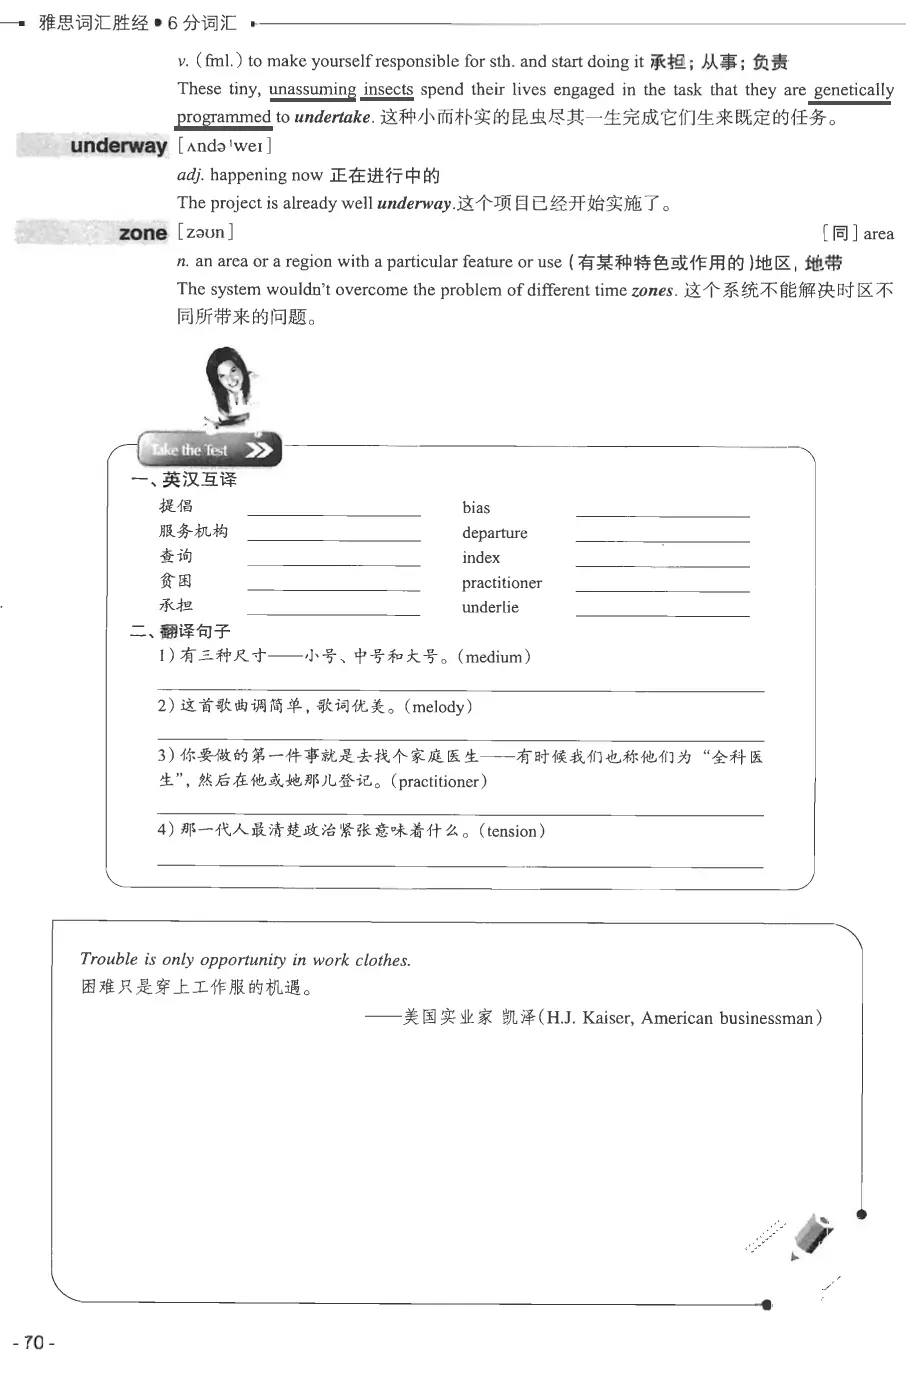 雅思词汇胜经•6分词汇
v. (fml.) to make yourself responsible for sth. and start doing it 承担；从事；负责
These tiny, unassuming insects spend their lives engaged in the task that they are genetically
programmed to undertake. 这种小而朴实的昆虫尽其一生完成它们生来既定的任务。
underway [ʌndəˈweɪ]
adj. happening now 正在进行中的
The project is already well underway.这个项目已经开始实施了。
zone [zəʊn] [同] area
n. an area or a region with a particular feature or use (有某种特色或作用的)地区, 地带
The system wouldn't overcome the problem of different time zones. 这个系统不能解决时区不
同所带来的问题。
Take the Test
一、英汉互译
提倡 bias
服务机构 departure
查询 index
贫困 practitioner
承担 underlie
二、翻译句子
1)有三种尺寸——小号、中号和大号。(medium)
2)这首歌曲调简单, 歌词优美。(melody)
3)你要做的第一件事就是去找个家庭医生——有时候我们也称他们为“全科医
生”, 然后在他或她那儿登记。(practitioner)
4)那一代人最清楚政治紧张意味着什么。(tension)
Trouble is only opportunity in work clothes.
困难只是穿上工作服的机遇。
——美国实业家 凯泽(H.J. Kaiser, American businessman)
- 70 -